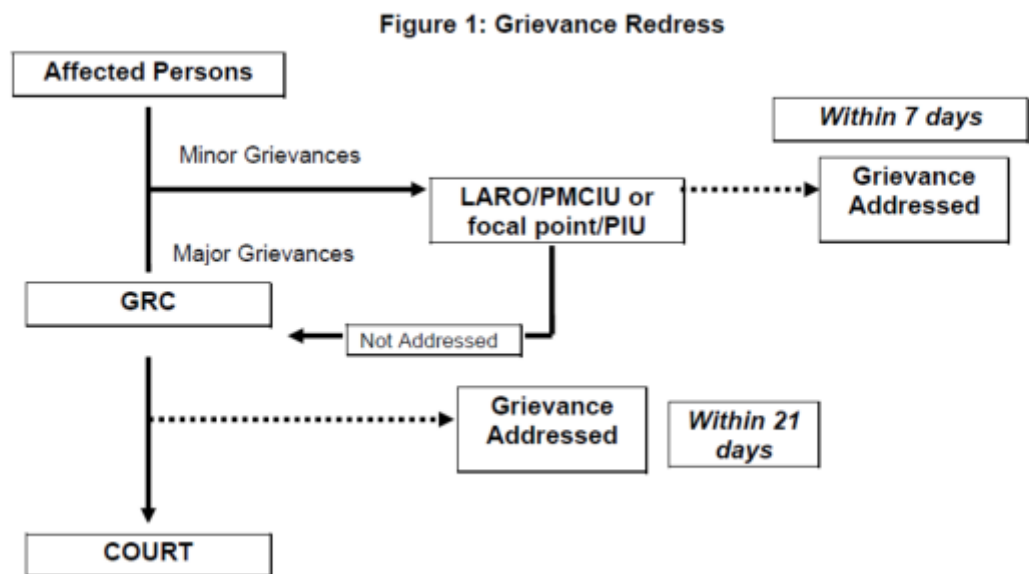 Figure 1: Grievance Redress
Affected Persons
Within 7 days
Minor Grievances
Grievance
Addressed
LARO/PMCIU or
focal point/PIU
Major Grievances
GRC
Not Addressed
Grievance
Addressed
Within 21
days
COURT